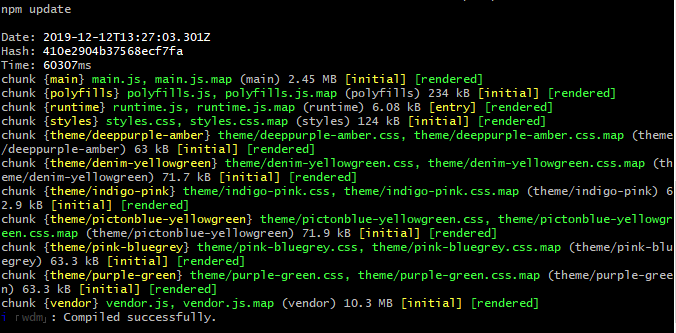 npm update
Date: 2019-12-12T13:27:03.301Z
Hash: 410e2904b37568ecf7fa
Time: 60307ms
chunk {main} main.js, main.js.map (main) 2.45 MB [initial] [rendered]
chunk {polyfills} polyfills.js, polyfills.js.map (polyfills) 234 kB [initial] [rendered]
chunk {runtime} runtime.js, runtime.js.map (runtime) 6.08 kB [entry] [rendered]
chunk {styles} styles.css, styles.css.map (styles) 124 kB [initial] [rendered]
chunk {theme/deeppurple-amber} theme/deeppurple-amber.css, theme/deeppurple-amber.css.map (theme
/deeppurple-amber) 63 kB [initial] [rendered]
chunk {theme/denim-yellowgreen} theme/denim-yellowgreen.css, theme/denim-yellowgreen.css.map (th
eme/denim-yellowgreen) 71.7 kB [initial] [rendered]
chunk {theme/indigo-pink} theme/indigo-pink.css, theme/indigo-pink.css.map (theme/indigo-pink) 6
2.9 kB [initial] [rendered]
chunk {theme/pictonblue-yellowgreen} theme/pictonblue-yellowgreen.css, theme/pictonblue-yellowgr
een.css.map (theme/pictonblue-yellowgreen) 71.9 kB [initial] [rendered]
chunk {theme/pink-bluegrey} theme/pink-bluegrey.css, theme/pink-bluegrey.css.map (theme/pink-blu
egrey) 63.3 kB [initial] [rendered]
chunk {theme/purple-green} theme/purple-green.css, theme/purple-green.css.map (theme/purple-gree
n) 63.3 kB [initial] [rendered]
chunk {vendor} vendor.js, vendor.js.map (vendor) 10.3 MB [initial] [rendered]
i : Compiled successfully.